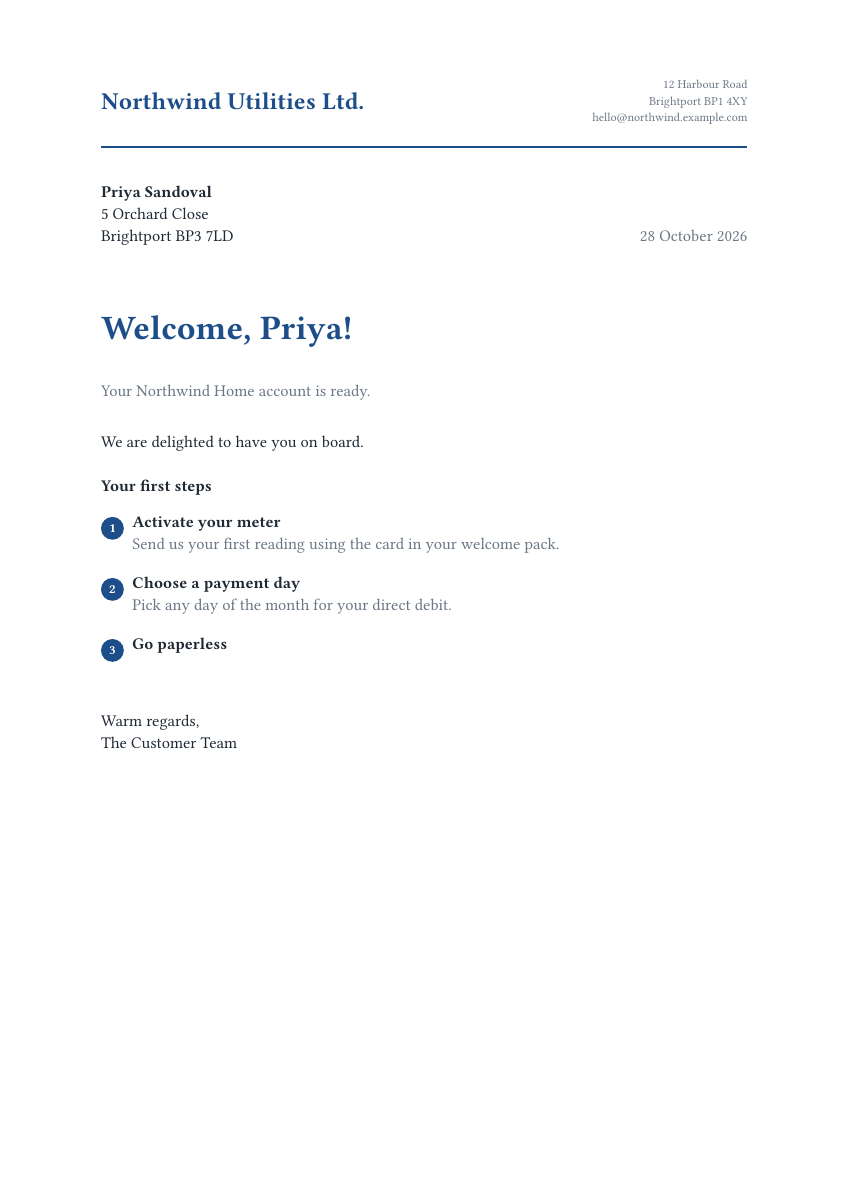 Northwind Utilities Ltd.
12 Harbour Road
Brightport BP1 4XY
hello@northwind.example.com
Priya Sandoval
5 Orchard Close
Brightport BP3 7LD
28 October 2026
Welcome, Priya!
Your Northwind Home account is ready.
We are delighted to have you on board.
Your first steps
1 Activate your meter
Send us your first reading using the card in your welcome pack.
2 Choose a payment day
Pick any day of the month for your direct debit.
3 Go paperless
Warm regards,
The Customer Team